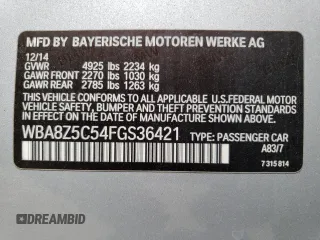 MFD BY BAYERISCHE MOTOREN WERKE AG
12/14
GVWR 4925 lbs 2234 kg
GAWR FRONT 2270 lbs 1030 kg
GAWR REAR 2785 lbs 1263 kg
THIS VEHICLE CONFORMS TO ALL APPLICABLE U.S. FEDERAL MOTOR
VEHICLE SAFETY, BUMPER, AND THEFT PREVENTION STANDARDS IN
EFFECT ON THE DATE OF MANUFACTURE SHOWN ABOVE.
WBA8Z5C54FGS36421 TYPE: PASSENGER CAR
A83/7
7 315 814
DREAMBID